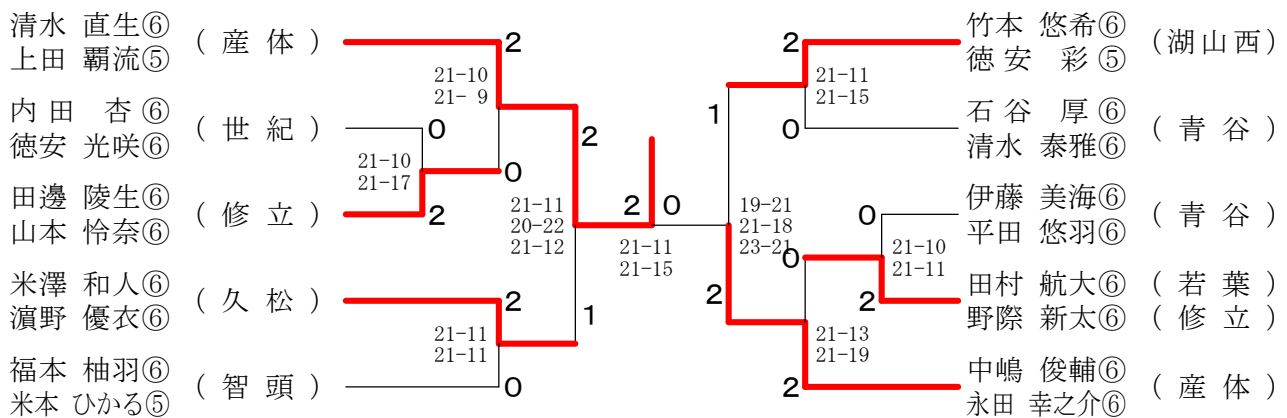 清水 直生⑥
上田 覇流⑤
( 産 体 )
2
21-10
21- 9
内田 杏⑥
徳安 光咲⑥
( 世 紀 )
0
21-10
21-17
0
田邊 陵生⑥
山本 怜奈⑥
( 修 立 )
2
2
21-11
20-22
21-12
米澤 和人⑥
濵野 優衣⑥
( 久 松 )
2
21-11
21-11
1
福本 柚羽⑥
米本 ひかる⑤
( 智 頭 )
0
2
0
21-11
21-15
竹本 悠希⑥
徳安 彩⑤
(湖山西)
2
21-11
21-15
1
石谷 厚⑥
清水 泰雅⑥
( 青 谷 )
0
19-21
21-18
23-21
伊藤 美海⑥
平田 悠羽⑥
( 青 谷 )
0
21-10
21-11
0
田村 航大⑥ ( 若 葉 )
野際 新太⑥ ( 修 立 )
2
2
21-13
21-19
中嶋 俊輔⑥
永田 幸之介⑥
( 産 体 )
2